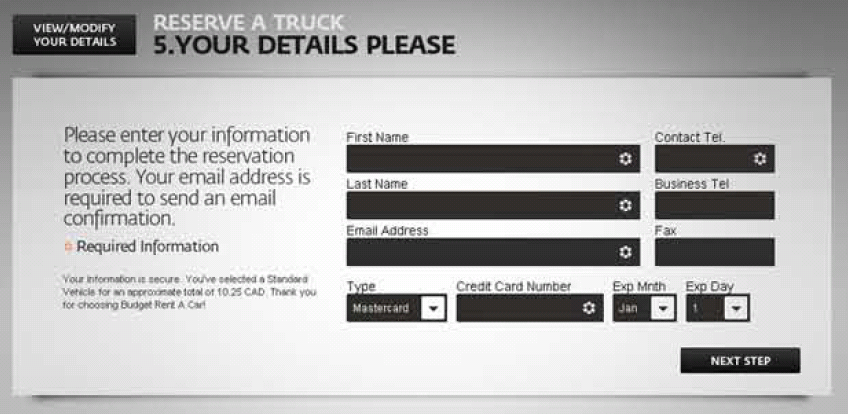 VIEW/MODIFY
YOUR DETAILS
RESERVE A TRUCK
5.YOUR DETAILS PLEASE
Please enter your information
to complete the reservation
process. Your email address is
required to send an email
confirmation.
Required Information
Your information is secure. You've selected a Standard
Vehicle for an approximate total of 10.25 CAD. Thank you
for choosing Budget Rent A Car!
First Name
Contact Tel.
Last Name
Business Tel
Email Address
Fax
Type
Credit Card Number
Exp Mnth
Exp Day
Mastercard
Jan
1
NEXT STEP